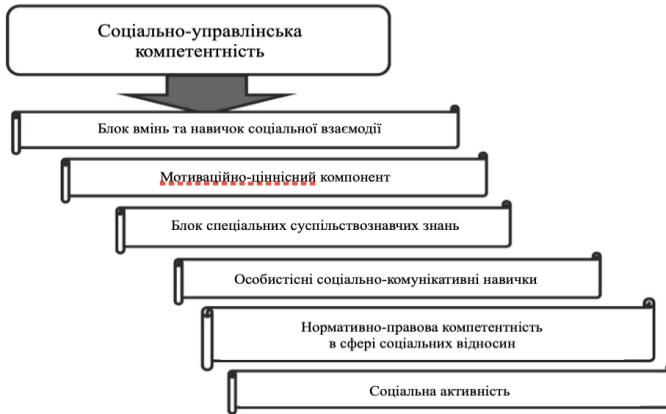 Соціально-управлінська
компетентність
Блок вмінь та навичок соціальної взаємодії
Мотиваційно-ціннісний компонент
Блок спеціальних суспільствознавчих знань
Особистісні соціально-комунікативні навички
Нормативно-правова компетентність
в сфері соціальних відносин
Соціальна активність